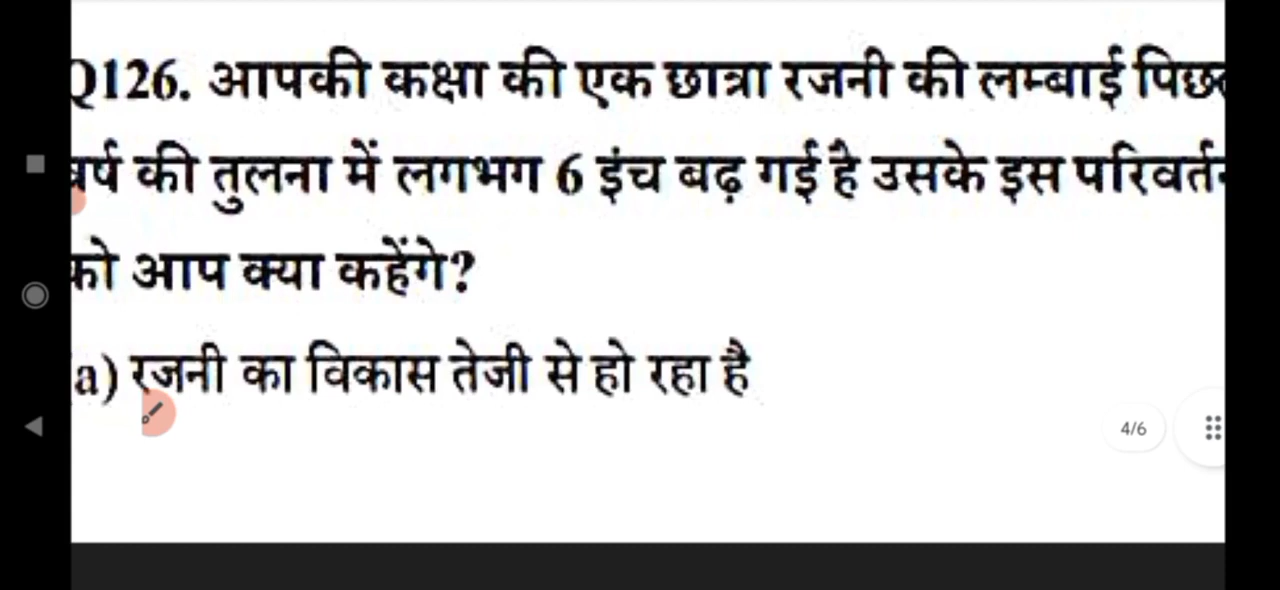 Q126. आपकी कक्षा की एक छात्रा रजनी की लम्बाई
वर्ष की तुलना में लगभग 6 इंच बढ़ गई है उसके इस परिवर्तन
को आप क्या कहेंगे?
a) रजनी का विकास तेजी से हो रहा है
4/6